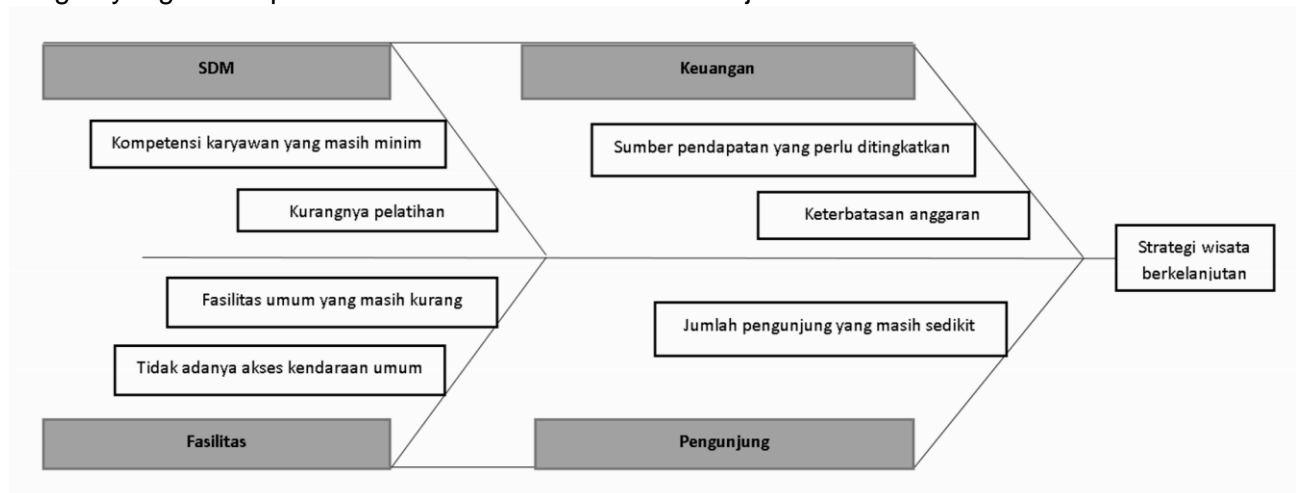 SDM
Keuangan
Kompetensi karyawan yang masih minim
Sumber pendapatan yang perlu ditingkatkan
Kurangnya pelatihan
Keterbatasan anggaran
Strategi wisata
berkelanjutan
Fasilitas umum yang masih kurang
Jumlah pengunjung yang masih sedikit
Tidak adanya akses kendaraan umum
Fasilitas
Pengunjung